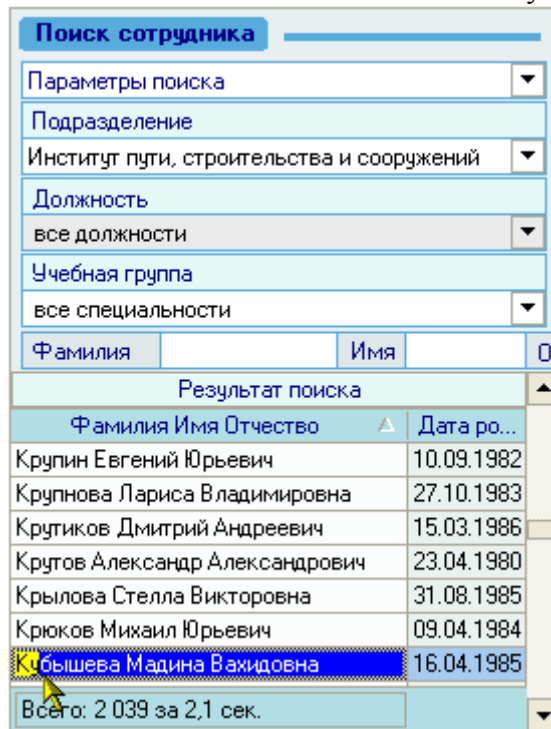 Поиск сотрудника
Параметры поиска
Подразделение
Институт пути, строительства и сооружений
Должность
все должности
Учебная группа
все специальности
Фамилия Имя О
Результат поиска
Фамилия Имя Отчество Дата ро...
Крупин Евгений Юрьевич 10.09.1982
Крупнова Лариса Владимировна 27.10.1983
Крутиков Дмитрий Андреевич 15.03.1986
Крутов Александр Александрович 23.04.1980
Крылова Стелла Викторовна 31.08.1985
Крюков Михаил Юрьевич 09.04.1984
Кубышева Мадина Вахидовна 16.04.1985
Всего: 2 039 за 2,1 сек.